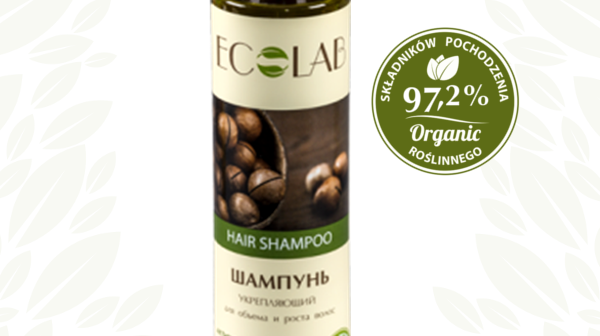 ECOLAB
HAIR SHAMPOO
ШАМПУНЬ
УКРЕПЛЯЮЩИЙ
для объема и роста волос
SKŁADNIKÓW POCHODZENIA
97,2%
Organic
ROŚLINNEGO